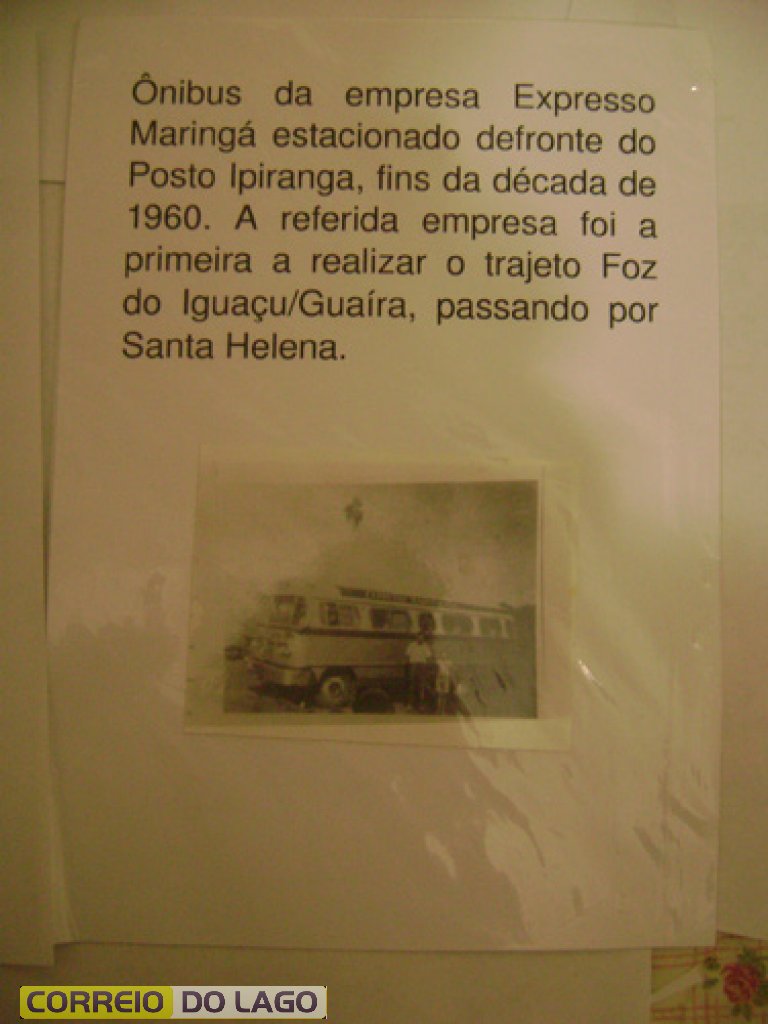 Ônibus da empresa Expresso
Maringá estacionado defronte do
Posto Ipiranga, fins da década de
1960. A referida empresa foi a
primeira a realizar o trajeto Foz
do Iguaçu/Guaíra, passando por
Santa Helena.
CORREIO DO LAGO